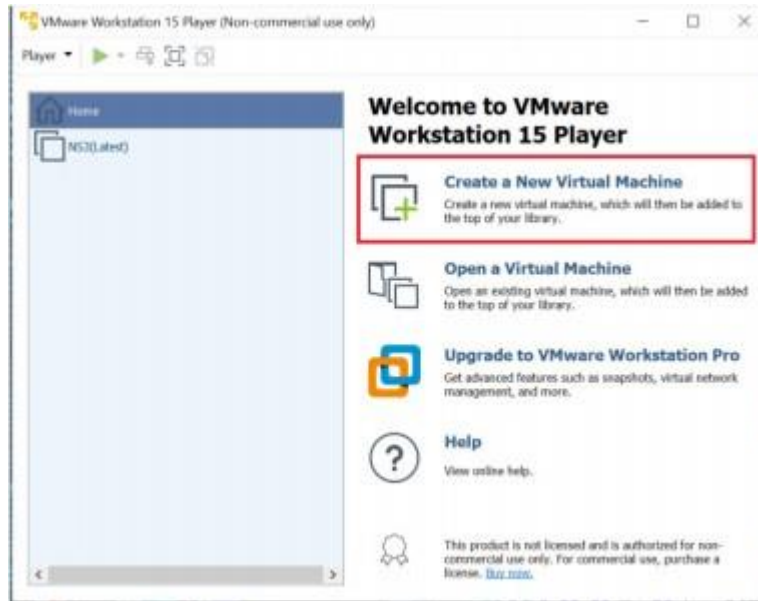 VMware Workstation 15 Player (Non-commercial use only)
Player
Home
NS3(Latest)
Welcome to VMware
Workstation 15 Player
Create a New Virtual Machine
Create a new virtual machine, which will then be added to
the top of your library.
Open a Virtual Machine
Open an existing virtual machine, which will then be added
to the top of your library.
Upgrade to VMware Workstation Pro
Get advanced features such as snapshots, virtual network
management, and more.
Help
View online help.
This product is not licensed and is authorized for non-
commercial use only. For commercial use, purchase a
license. Buy now.